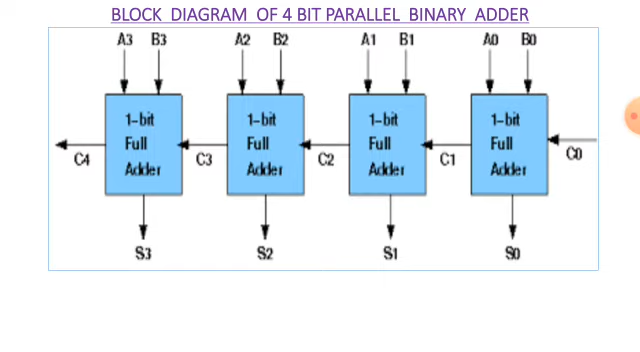 BLOCK DIAGRAM OF 4 BIT PARALLEL BINARY ADDER
A3 B3 A2 B2 A1 B1 A0 B0
1-bit 1-bit 1-bit 1-bit
Full Full Full Full
C4 C3 C2 C1 C0
Adder Adder Adder Adder
S3 S2 S1 S0